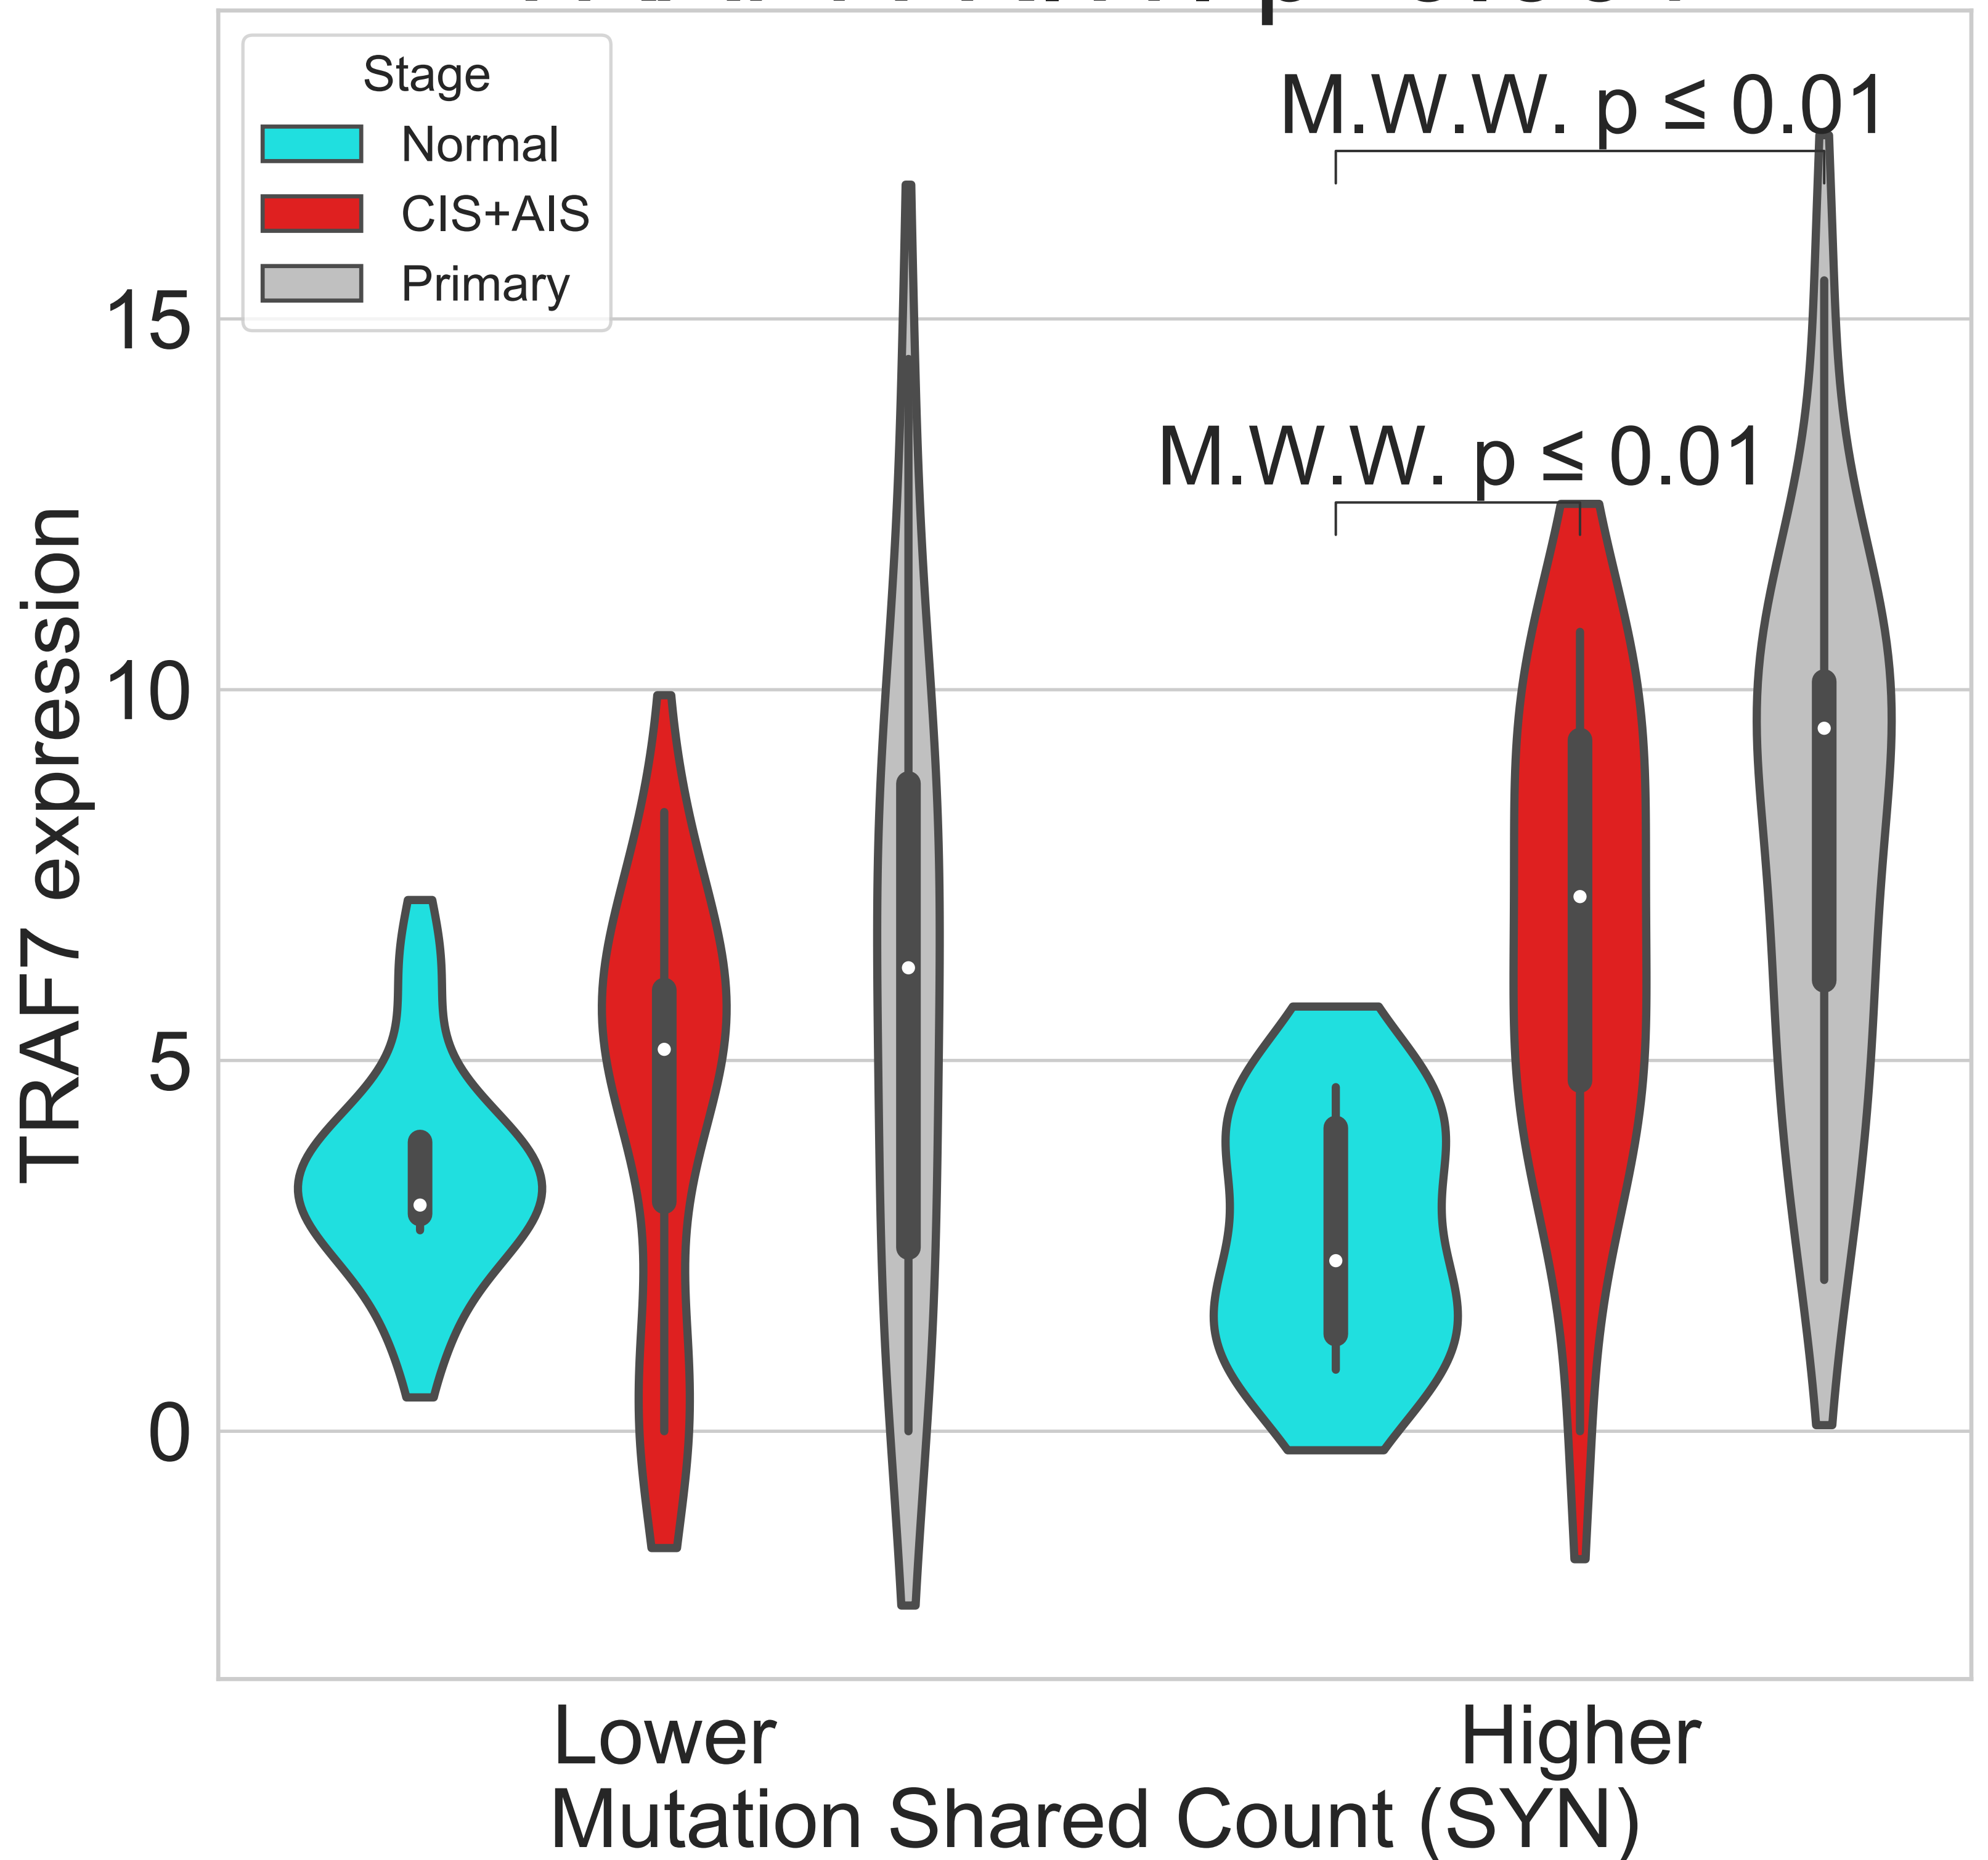 Stage
Normal
CIS+AIS
Primary
M.W.W. p ≤ 0.01
M.W.W. p ≤ 0.01
15
10
5
0
TRAF7 expression
Lower
Higher
Mutation Shared Count (SYN)